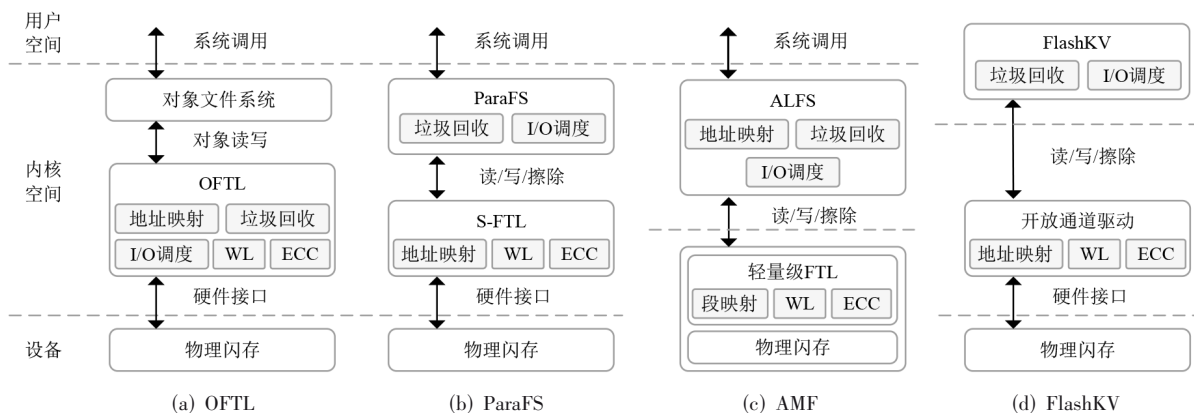 用户
空间
内核
空间
设备
系统调用
对象文件系统
对象读写
OFTL
地址映射 垃圾回收
I/O调度 WL ECC
硬件接口
物理闪存
(a) OFTL
系统调用
ParaFS
垃圾回收 I/O调度
读/写/擦除
S-FTL
地址映射 WL ECC
硬件接口
物理闪存
(b) ParaFS
系统调用
ALFS
地址映射 垃圾回收
I/O调度
读/写/擦除
轻量级FTL
段映射 WL ECC
物理闪存
(c) AMF
FlashKV
垃圾回收 I/O调度
读/写/擦除
开放通道驱动
地址映射 WL ECC
硬件接口
物理闪存
(d) FlashKV